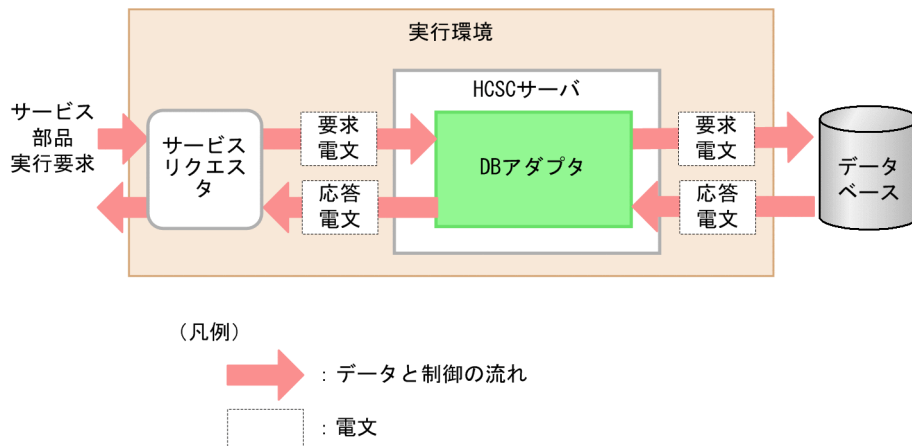 実行環境
HCSCサーバ
サービス
部品
実行要求
サービス
リクエス
タ
要求
電文
DBアダプタ
要求
電文
応答
電文
応答
電文
データ
ベース
（凡例）
：データと制御の流れ
：電文